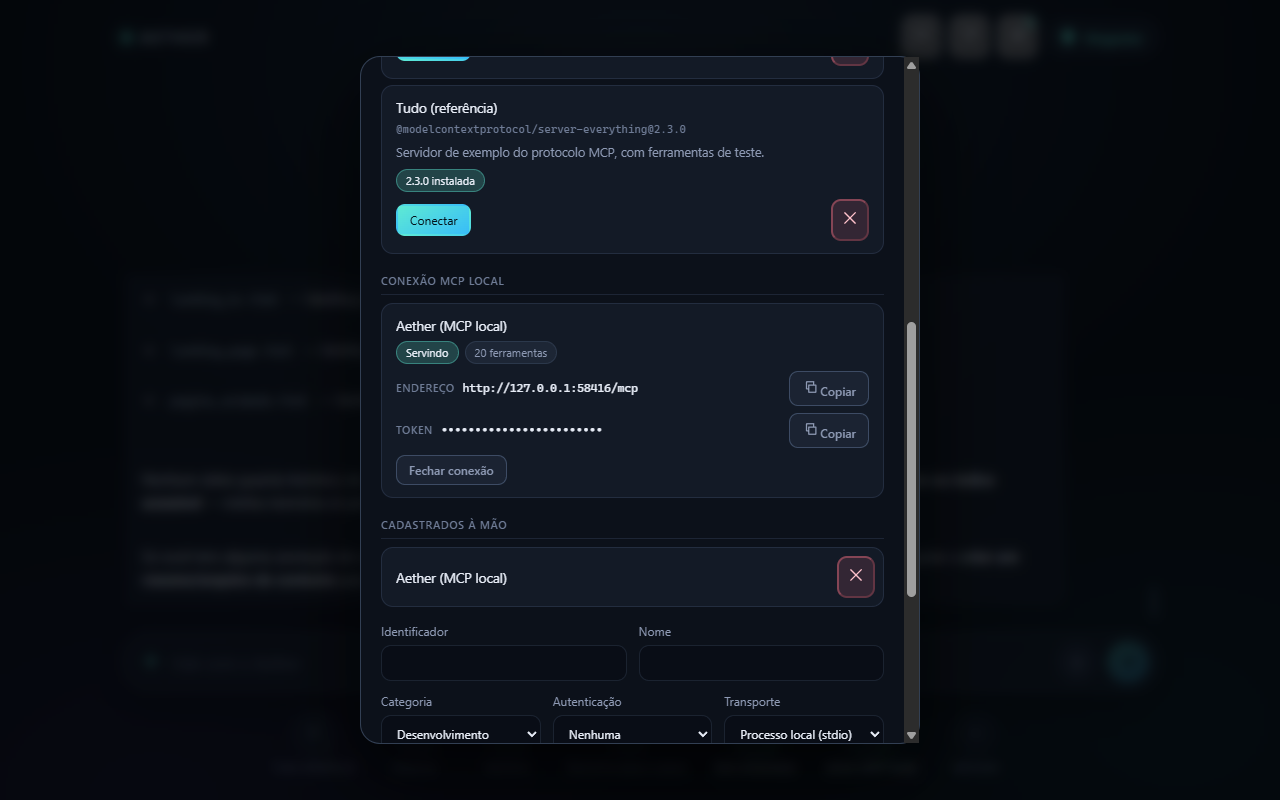 Tudo (referência)
@modelcontextprotocol/server-everything@2.3.0
Servidor de exemplo do protocolo MCP, com ferramentas de teste.
2.3.0 instalada
Conectar
CONEXÃO MCP LOCAL
Aether (MCP local)
Servindo 20 ferramentas
ENDEREÇO http://127.0.0.1:58416/mcp Copiar
TOKEN •••••••••••••••••••••••• Copiar
Fechar conexão
CADASTRADOS À MÃO
Aether (MCP local)
Identificador Nome
Categoria Autenticação Transporte
Desenvolvimento Nenhuma Processo local (stdio)